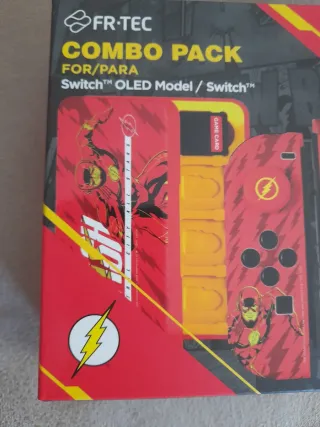 FR·TEC
COMBO PACK
FOR/PARA
Switch™ OLED Model / Switch™
GAME CARD